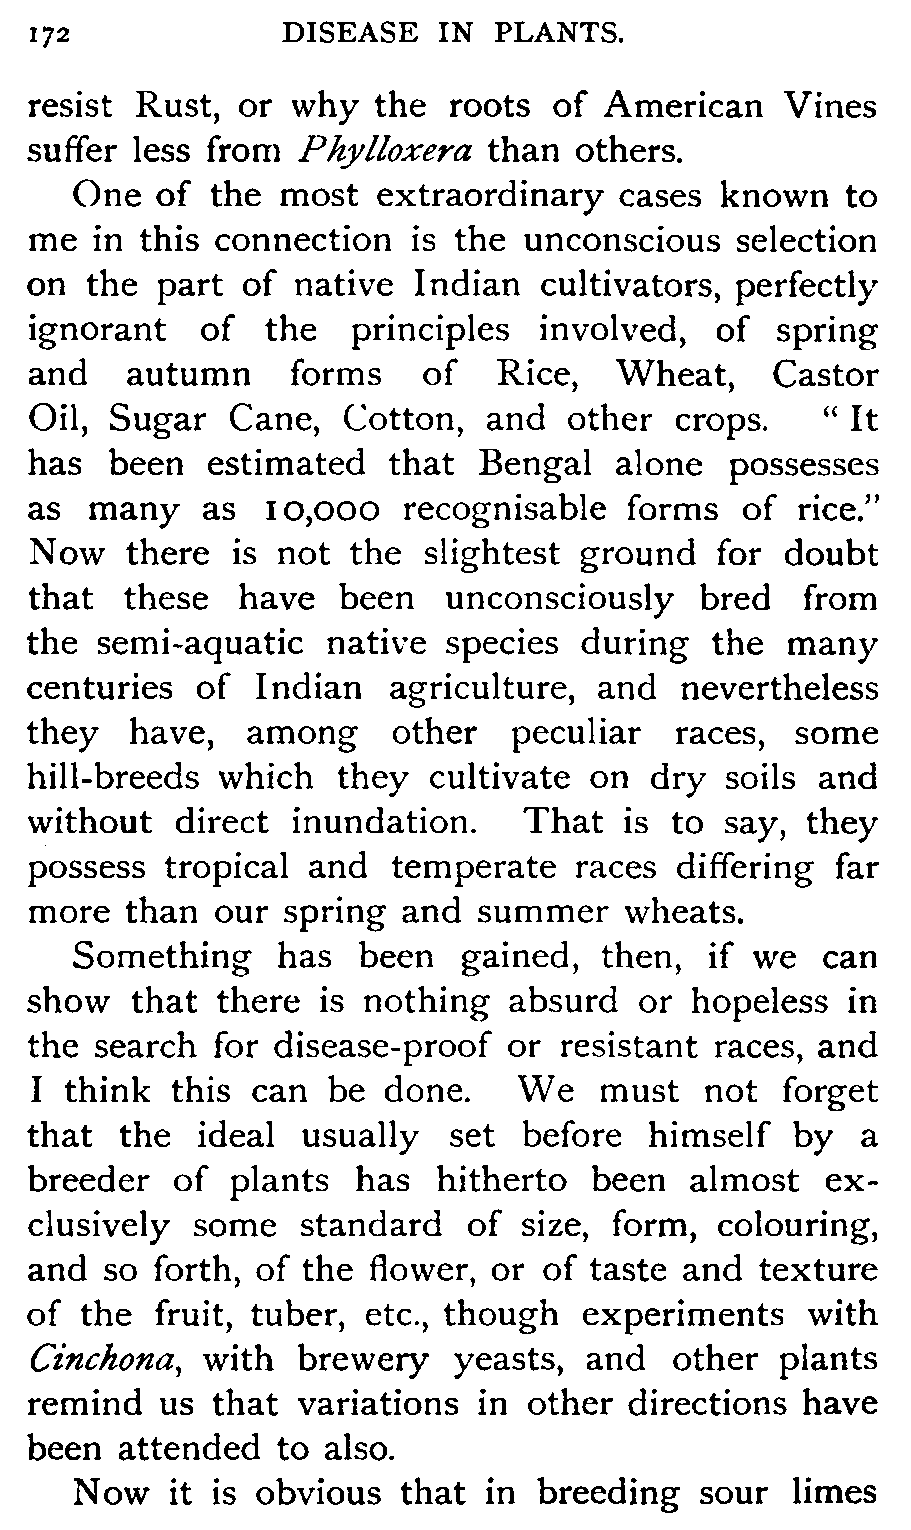 172 DISEASE IN PLANTS.
resist Rust, or why the roots of American Vines
suffer less from Phylloxera than others.
One of the most extraordinary cases known to
me in this connection is the unconscious selection
on the part of native Indian cultivators, perfectly
ignorant of the principles involved, of spring
and autumn forms of Rice, Wheat, Castor
Oil, Sugar Cane, Cotton, and other crops. “It
has been estimated that Bengal alone possesses
as many as 10,000 recognisable forms of rice.”
Now there is not the slightest ground for doubt
that these have been unconsciously bred from
the semi-aquatic native species during the many
centuries of Indian agriculture, and nevertheless
they have, among other peculiar races, some
hill-breeds which they cultivate on dry soils and
without direct inundation. That is to say, they
possess tropical and temperate races differing far
more than our spring and summer wheats.
Something has been gained, then, if we can
show that there is nothing absurd or hopeless in
the search for disease-proof or resistant races, and
I think this can be done. We must not forget
that the ideal usually set before himself by a
breeder of plants has hitherto been almost ex-
clusively some standard of size, form, colouring,
and so forth, of the flower, or of taste and texture
of the fruit, tuber, etc., though experiments with
Cinchona, with brewery yeasts, and other plants
remind us that variations in other directions have
been attended to also.
Now it is obvious that in breeding sour limes